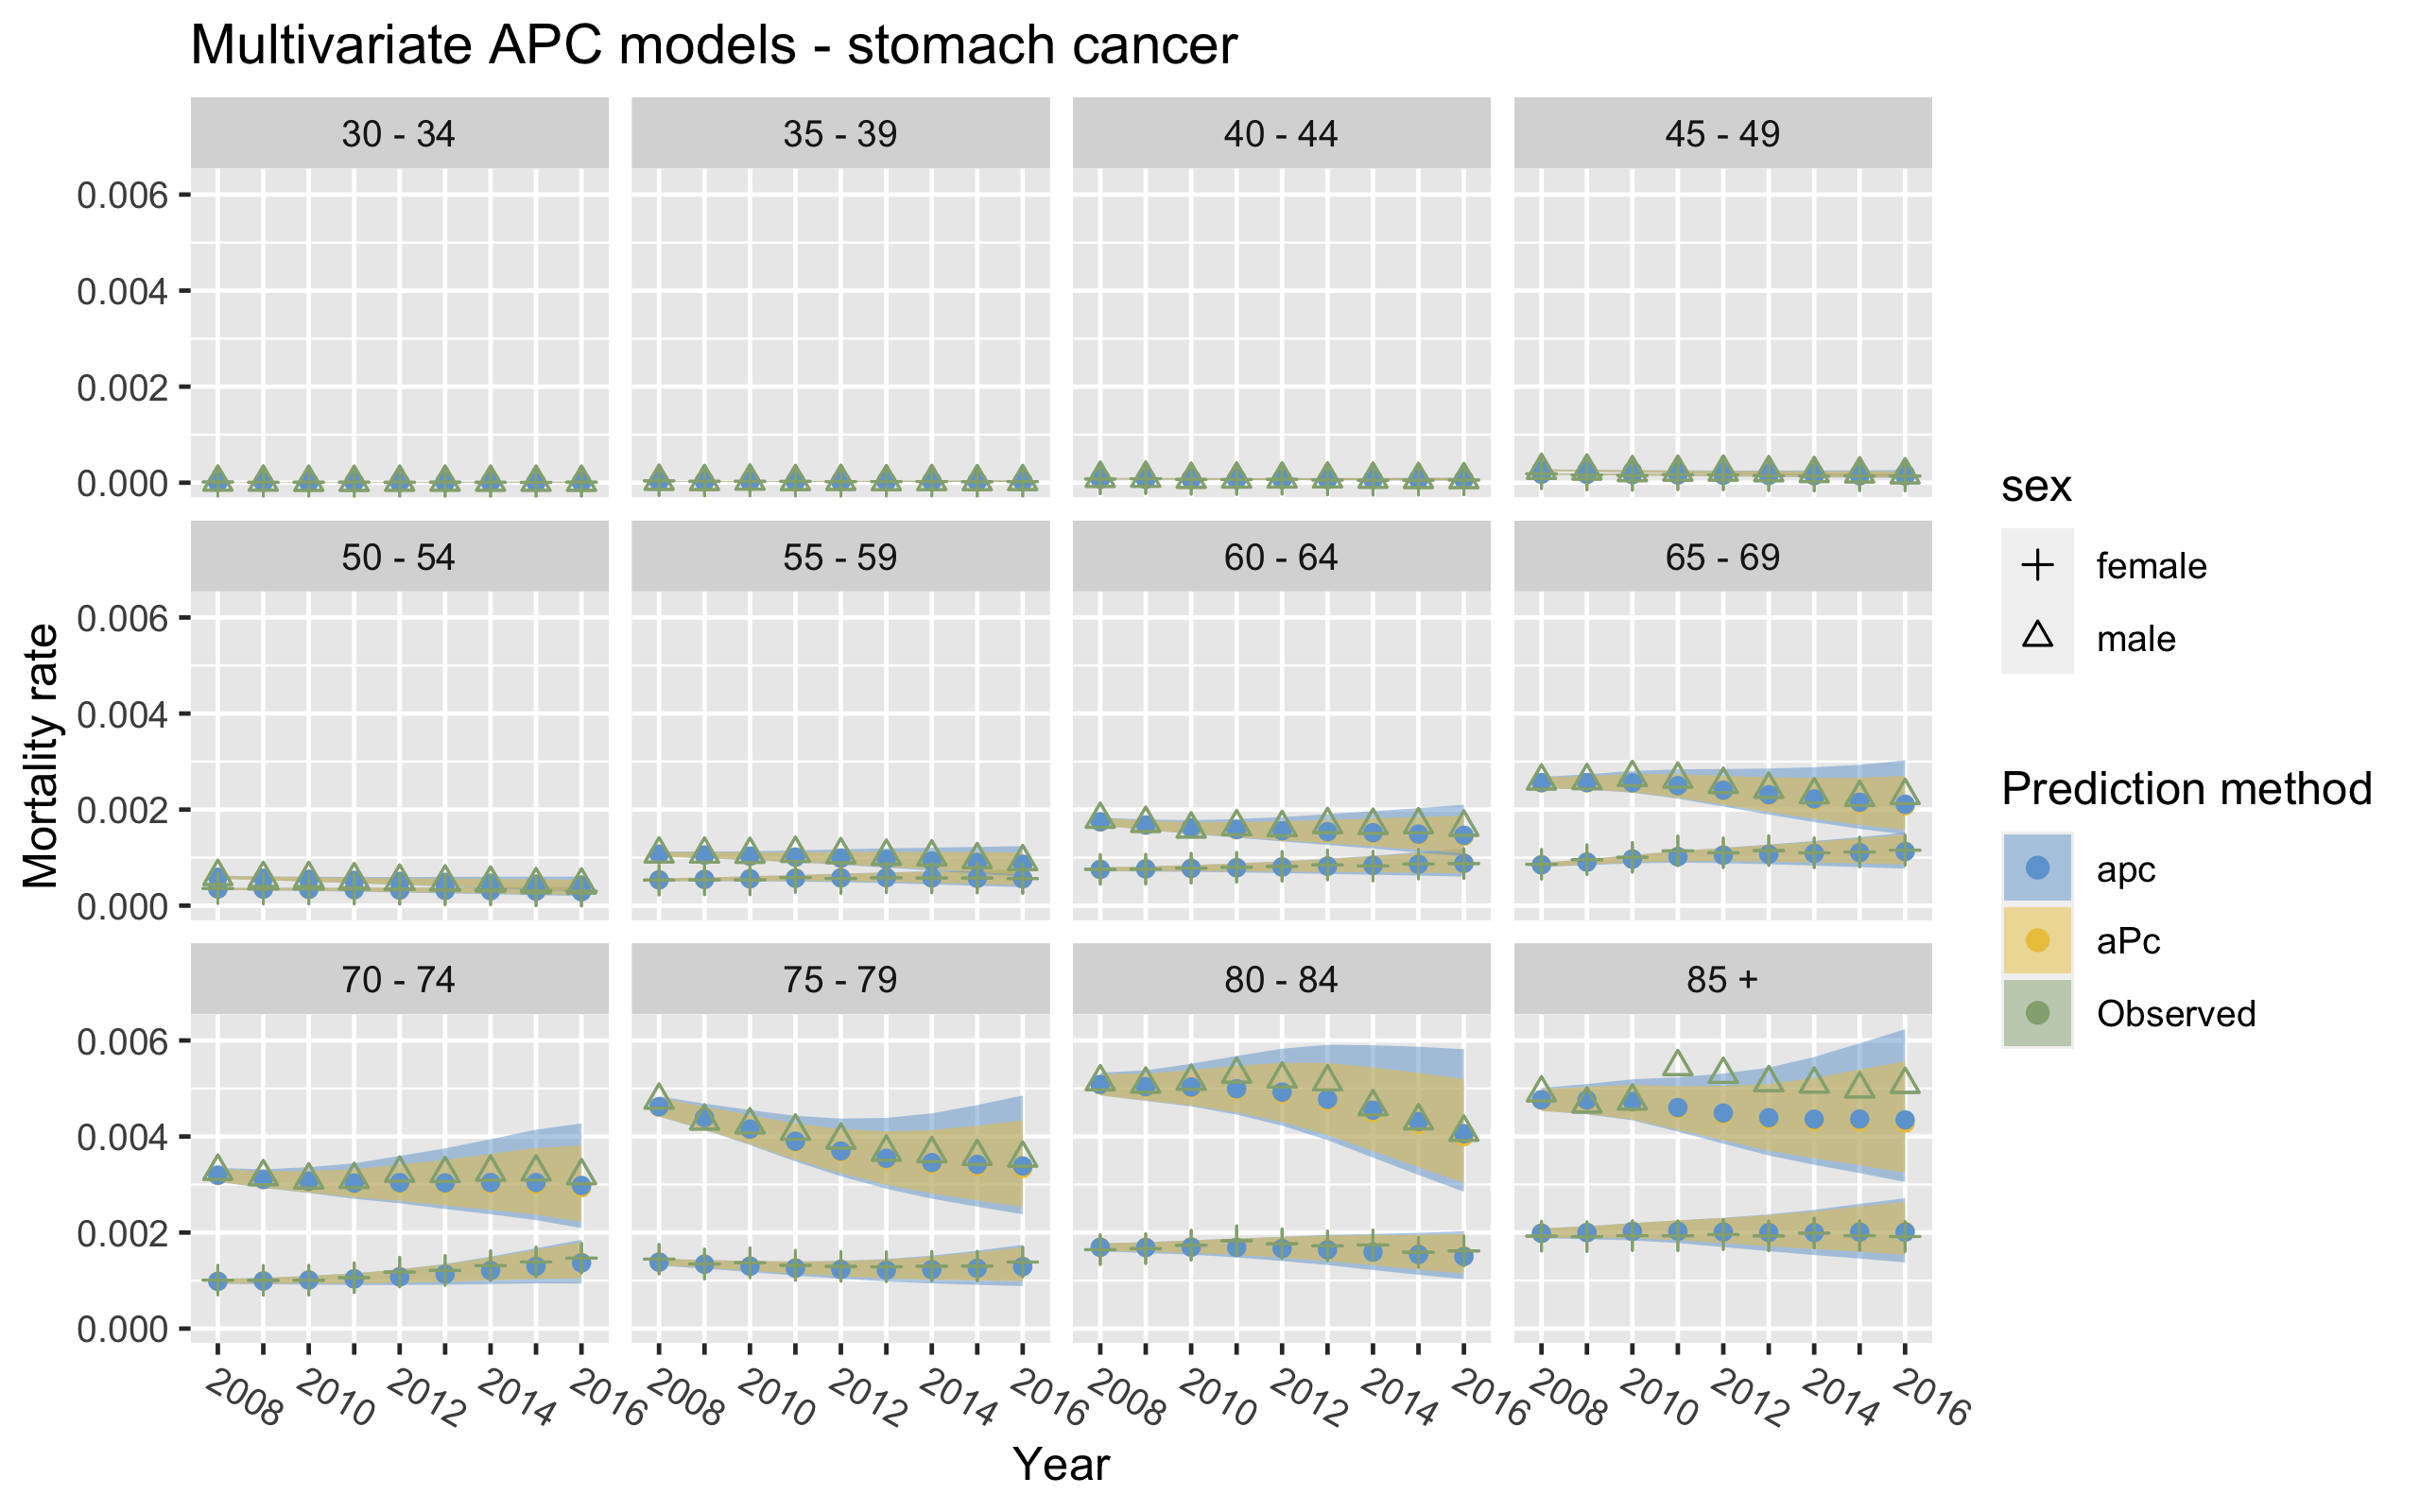 Multivariate APC models - stomach cancer
30 - 34
35 - 39
40 - 44
45 - 49
0.006
0.004
0.002
0.000
50 - 54
55 - 59
60 - 64
65 - 69
0.006
0.004
0.002
0.000
70 - 74
75 - 79
80 - 84
85 +
0.006
0.004
0.002
0.000
2008 2010 2012 2014 2016
2008 2010 2012 2014 2016
2008 2010 2012 2014 2016
2008 2010 2012 2014 2016
Year
Mortality rate
sex
female
male
Prediction method
apc
aPc
Observed